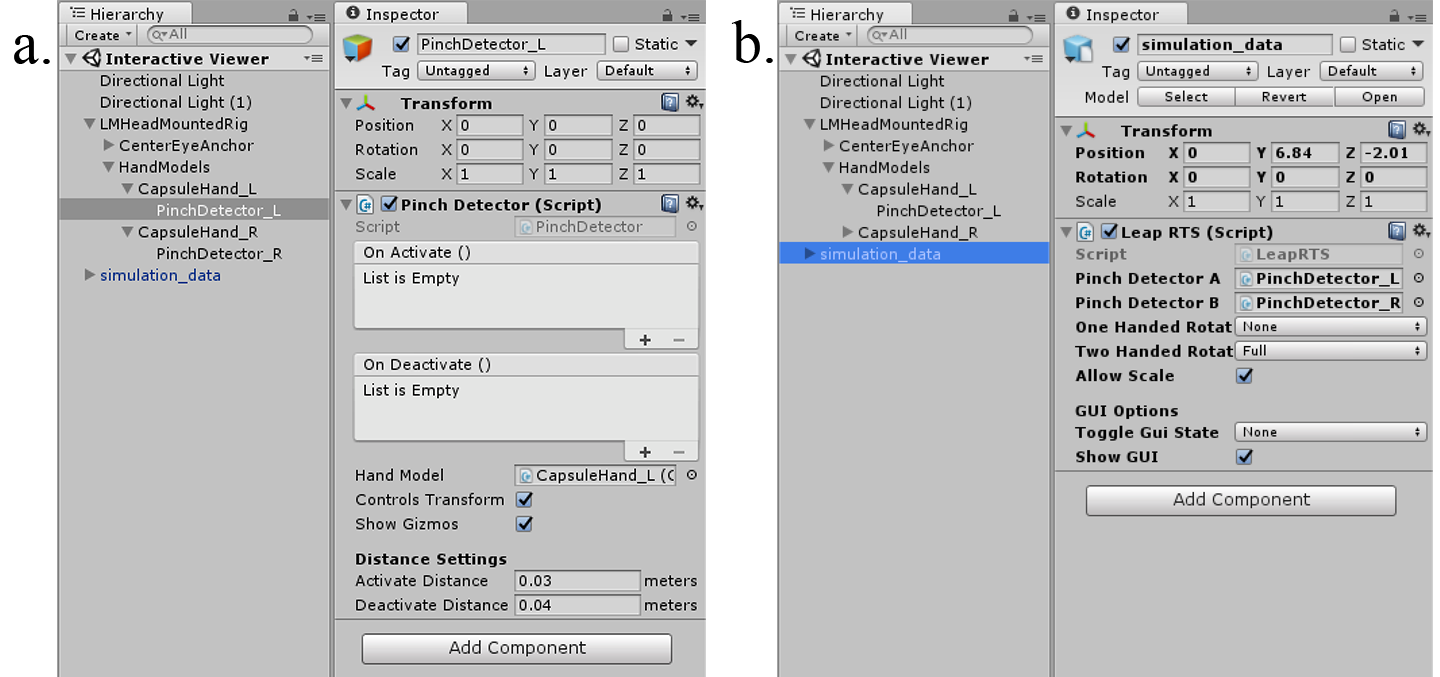 a.
Hierarchy
Create All
Interactive Viewer
Directional Light
Directional Light (1)
LMHeadMountedRig
CenterEyeAnchor
HandModels
CapsuleHand_L
PinchDetector_L
CapsuleHand_R
PinchDetector_R
simulation_data
Inspector
PinchDetector_L Static
Tag Untagged Layer Default
Transform
Position X 0 Y 0 Z 0
Rotation X 0 Y 0 Z 0
Scale X 1 Y 1 Z 1
C# Pinch Detector (Script)
Script PinchDetector
On Activate ()
List is Empty
+ −
On Deactivate ()
List is Empty
+ −
Hand Model CapsuleHand_L (C
Controls Transform
Show Gizmos
Distance Settings
Activate Distance 0.03 meters
Deactivate Distance 0.04 meters
Add Component
b.
Hierarchy
Create All
Interactive Viewer
Directional Light
Directional Light (1)
LMHeadMountedRig
CenterEyeAnchor
HandModels
CapsuleHand_L
PinchDetector_L
CapsuleHand_R
simulation_data
Inspector
simulation_data Static
Tag Untagged Layer Default
Model Select Revert Open
Transform
Position X 0 Y 6.84 Z -2.01
Rotation X 0 Y 0 Z 0
Scale X 1 Y 1 Z 1
C# Leap RTS (Script)
Script LeapRTS
Pinch Detector A PinchDetector_L
Pinch Detector B PinchDetector_R
One Handed Rotat None
Two Handed Rotat Full
Allow Scale
GUI Options
Toggle Gui State None
Show GUI
Add Component